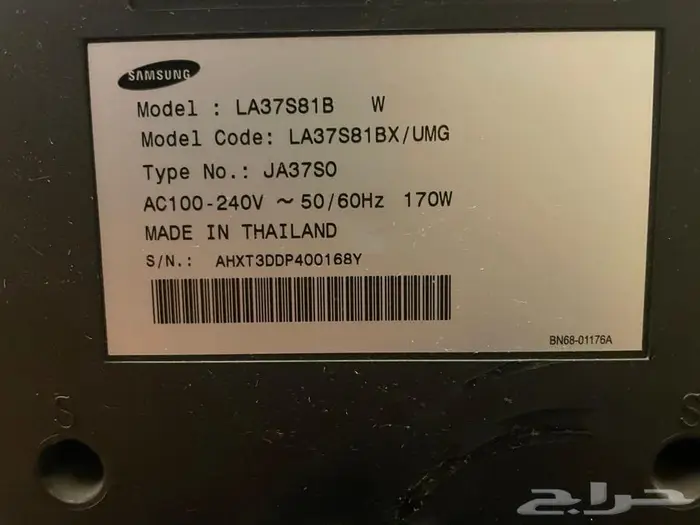 SAMSUNG
Model : LA37S81B W
Model Code: LA37S81BX/UMG
Type No.: JA37SO
AC100-240V ~ 50/60Hz 170W
MADE IN THAILAND
S/N.: AHXT3DDP400168Y
BN68-01176A
S
S
حراج